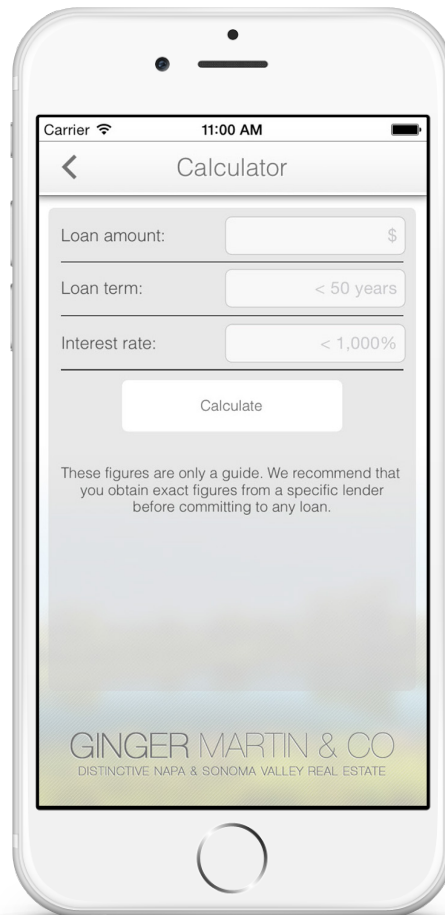 Carrier 11:00 AM
Calculator
Loan amount: $
Loan term: < 50 years
Interest rate: < 1,000%
Calculate
These figures are only a guide. We recommend that
you obtain exact figures from a specific lender
before committing to any loan.
GINGER MARTIN & CO
DISTINCTIVE NAPA & SONOMA VALLEY REAL ESTATE